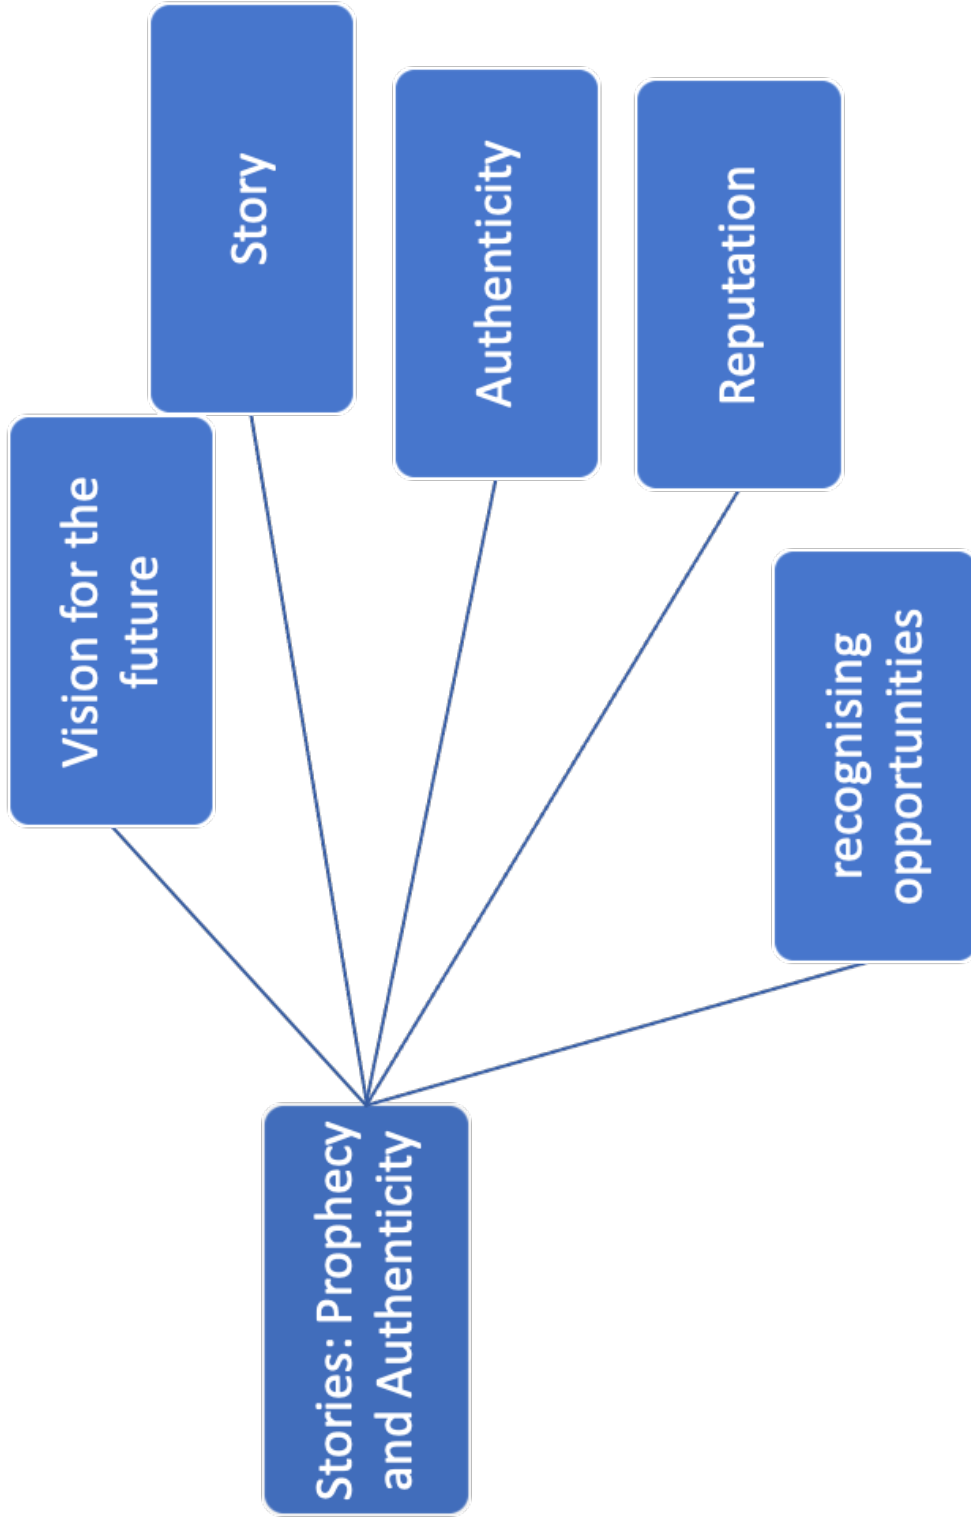 Stories: Prophecy
and Authenticity
Vision for the
future
Story
Authenticity
Reputation
recognising
opportunities